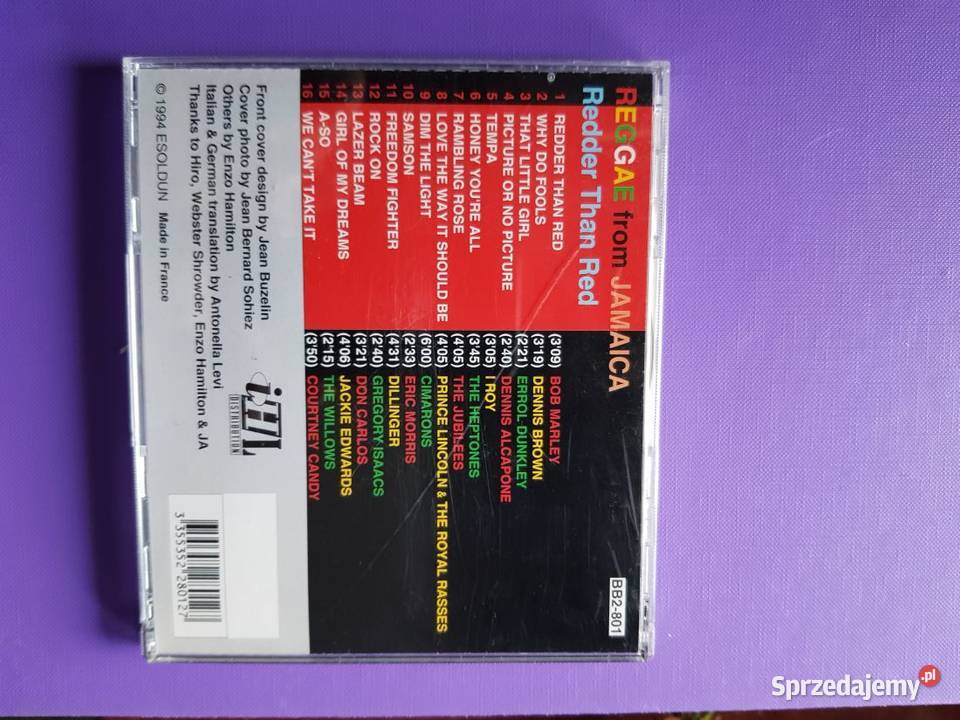 REGGAE from JAMAICA
BB2-801
Redder Than Red
1 REDDER THAN RED (3'09) BOB MARLEY
2 WHY DO FOOLS (3'19) DENNIS BROWN
3 THAT LITTLE GIRL (2'21) ERROL DUNKLEY
4 PICTURE OR NO PICTURE (2'40) DENNIS ALCAPONE
5 TEMPA (3'05) I ROY
6 HONEY YOU'RE ALL (3'45) THE HEPTONES
7 RAMBLING ROSE (4'05) THE JUBILEES
8 LOVE THE WAY IT SHOULD BE (4'05) PRINCE LINCOLN & THE ROYAL RASSES
9 DIM THE LIGHT (6'00) CIMARONS
10 SAMSON (2'33) ERIC MORRIS
11 FREEDOM FIGHTER (4'31) DILLINGER
12 ROCK ON (2'40) GREGORY ISAACS
13 LAZER BEAM (3'21) DON CARLOS
14 GIRL OF MY DREAMS (4'06) JACKIE EDWARDS
15 A-SO (2'15) THE WILLOWS
16 WE CAN'T TAKE IT (3'50) COURTNEY CANDY
Front cover design by Jean Buzelin
Cover photo by Jean Bernard Sohiez
Others by Enzo Hamilton
Italian & German translation by Antonella Levi
Thanks to Hiro, Webster Shrowder, Enzo Hamilton & JA
© 1994 ESOLDUN Made in France
DISTRIBUTION
3 355352 280127
Sprzedajemy.pl